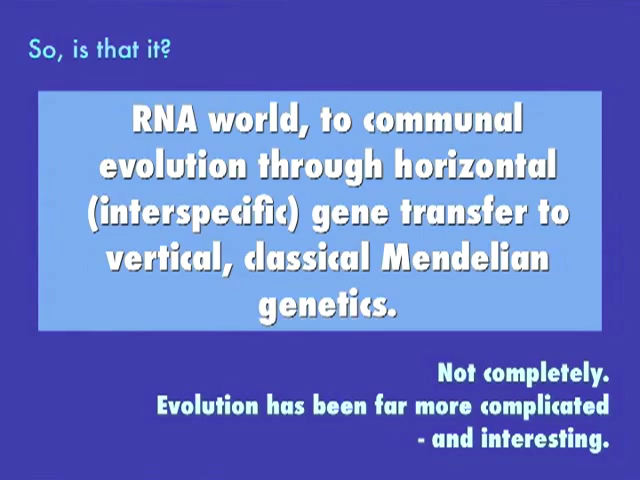 So, is that it?
RNA world, to communal
evolution through horizontal
(interspecific) gene transfer to
vertical, classical Mendelian
genetics.
Not completely.
Evolution has been far more complicated
- and interesting.